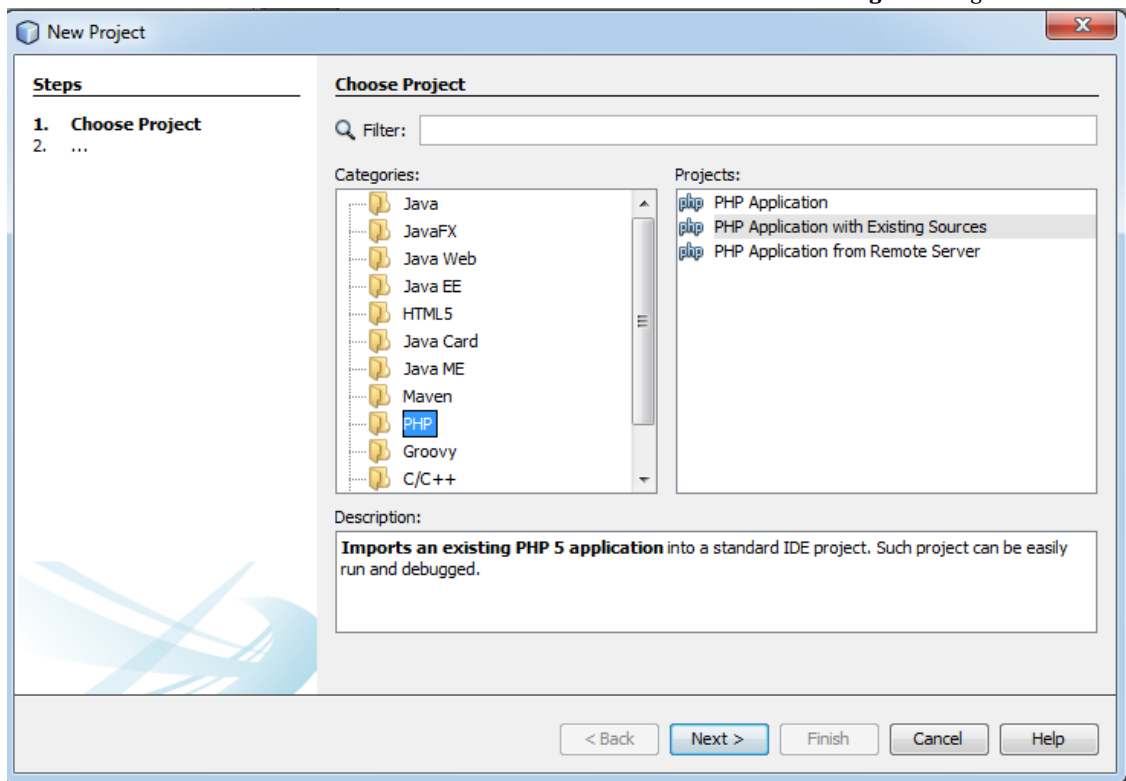 New Project
Steps
1. Choose Project
2. ...
Choose Project
Filter:
Categories:
Java
JavaFX
Java Web
Java EE
HTML5
Java Card
Java ME
Maven
PHP
Groovy
C/C++
Projects:
php PHP Application
php PHP Application with Existing Sources
php PHP Application from Remote Server
Description:
Imports an existing PHP 5 application into a standard IDE project. Such project can be easily
run and debugged.
< Back Next > Finish Cancel Help